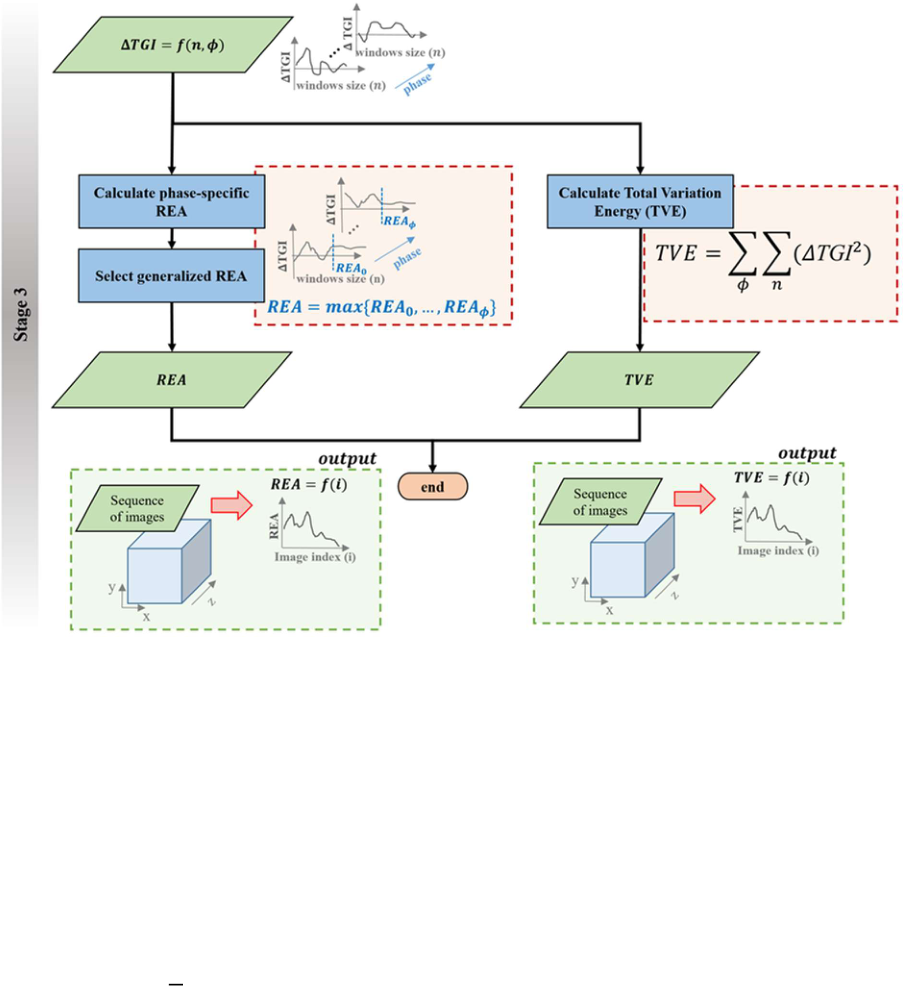 Stage 3
ΔTGI = f(n, ϕ)
ΔTGI
windows size (n)
ΔTGI
windows size (n)
phase
Calculate phase-specific
REA
Select generalized REA
ΔTGI
REAϕ
ΔTGI
REA₀
windows size (n)
phase
REA = max{REA₀, ..., REAϕ}
Calculate Total Variation
Energy (TVE)
TVE = ∑ϕ ∑n (ΔTGI²)
REA
TVE
output
Sequence
of images
REA = f(i)
REA
Image index (i)
y
x
z
end
output
Sequence
of images
TVE = f(i)
TVE
Image index (i)
y
x
z